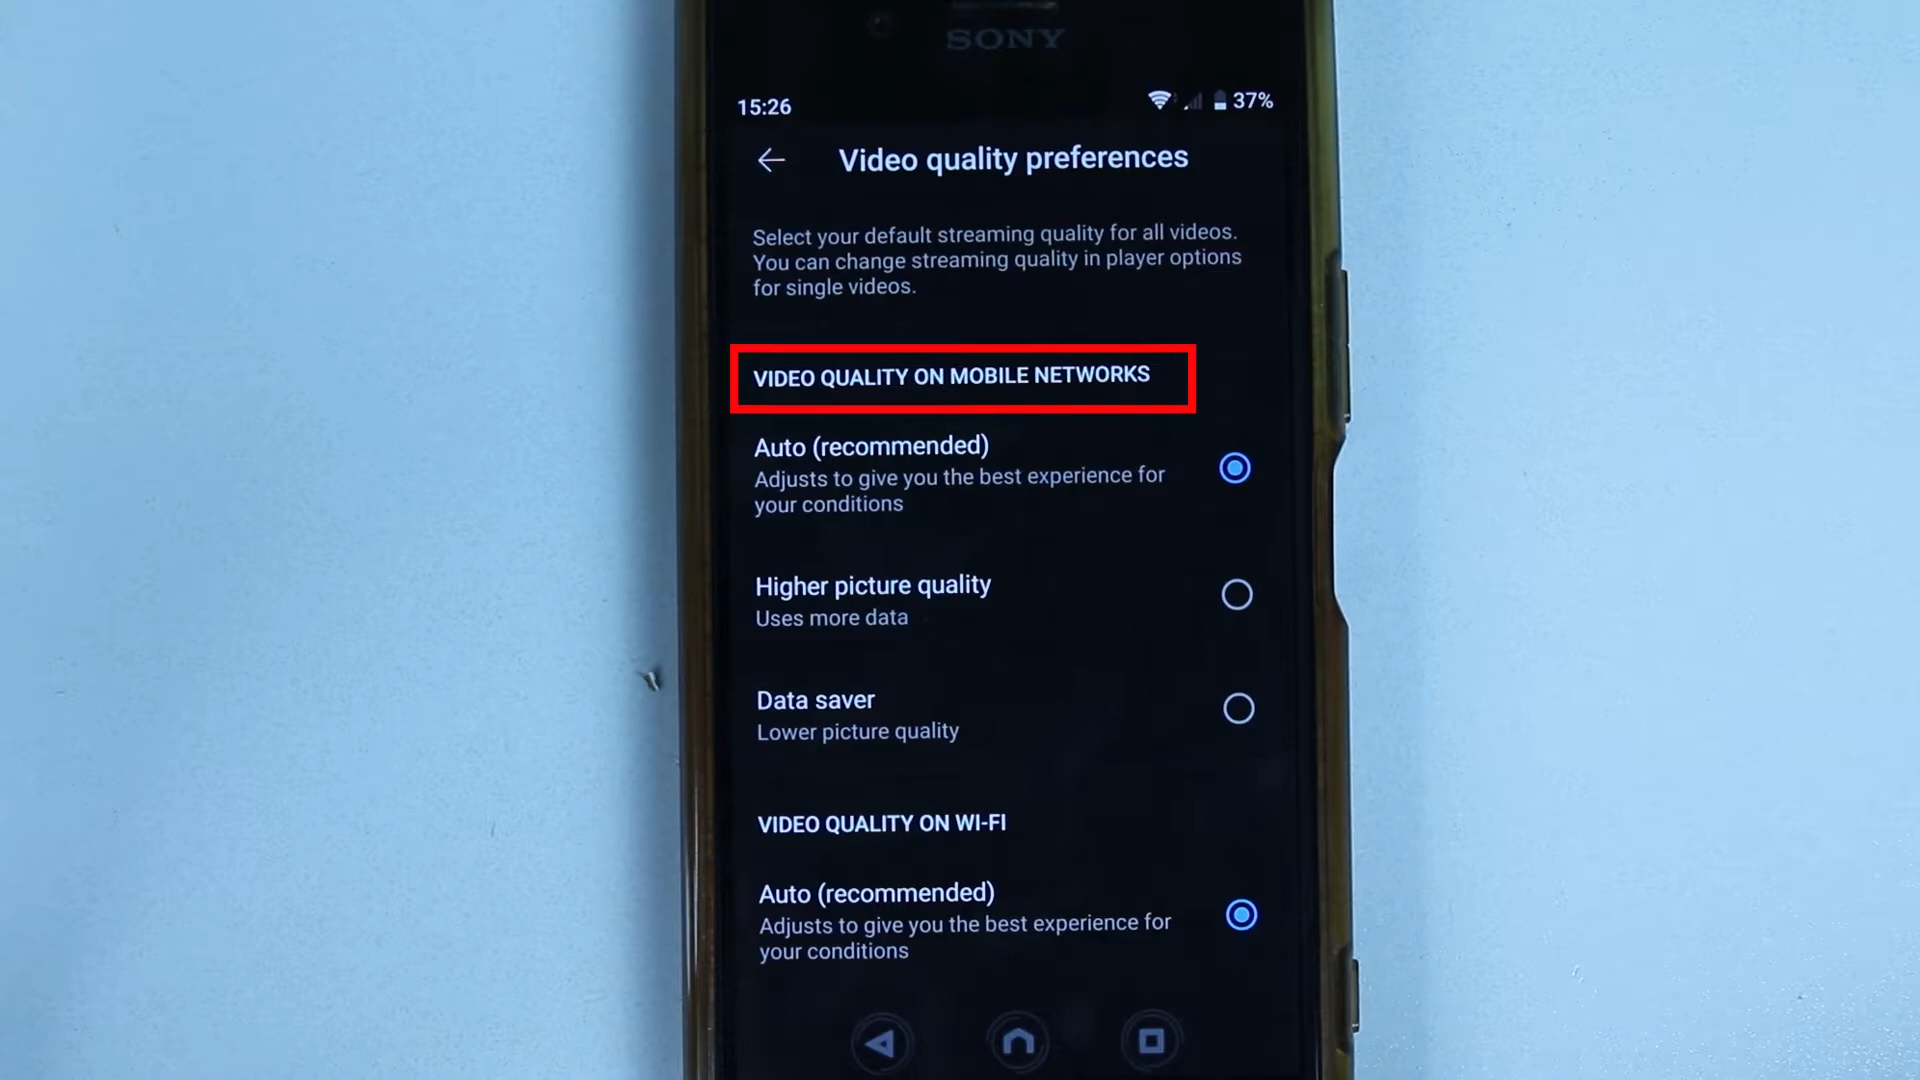 SONY
15:26
37%
Video quality preferences
Select your default streaming quality for all videos.
You can change streaming quality in player options
for single videos.
VIDEO QUALITY ON MOBILE NETWORKS
Auto (recommended)
Adjusts to give you the best experience for
your conditions
Higher picture quality
Uses more data
Data saver
Lower picture quality
VIDEO QUALITY ON WI-FI
Auto (recommended)
Adjusts to give you the best experience for
your conditions